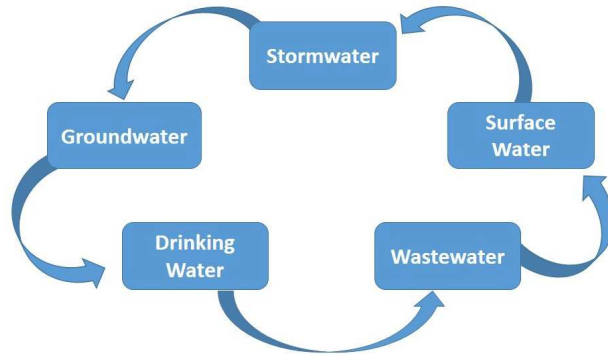 Stormwater
Groundwater
Surface
Water
Drinking
Water
Wastewater